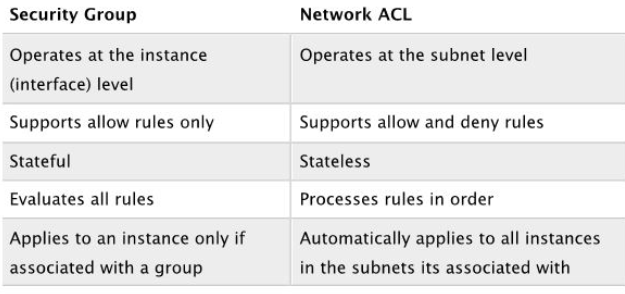 Security Group Network ACL
Operates at the instance Operates at the subnet level
(interface) level
Supports allow rules only Supports allow and deny rules
Stateful Stateless
Evaluates all rules Processes rules in order
Applies to an instance only if Automatically applies to all instances
associated with a group in the subnets its associated with